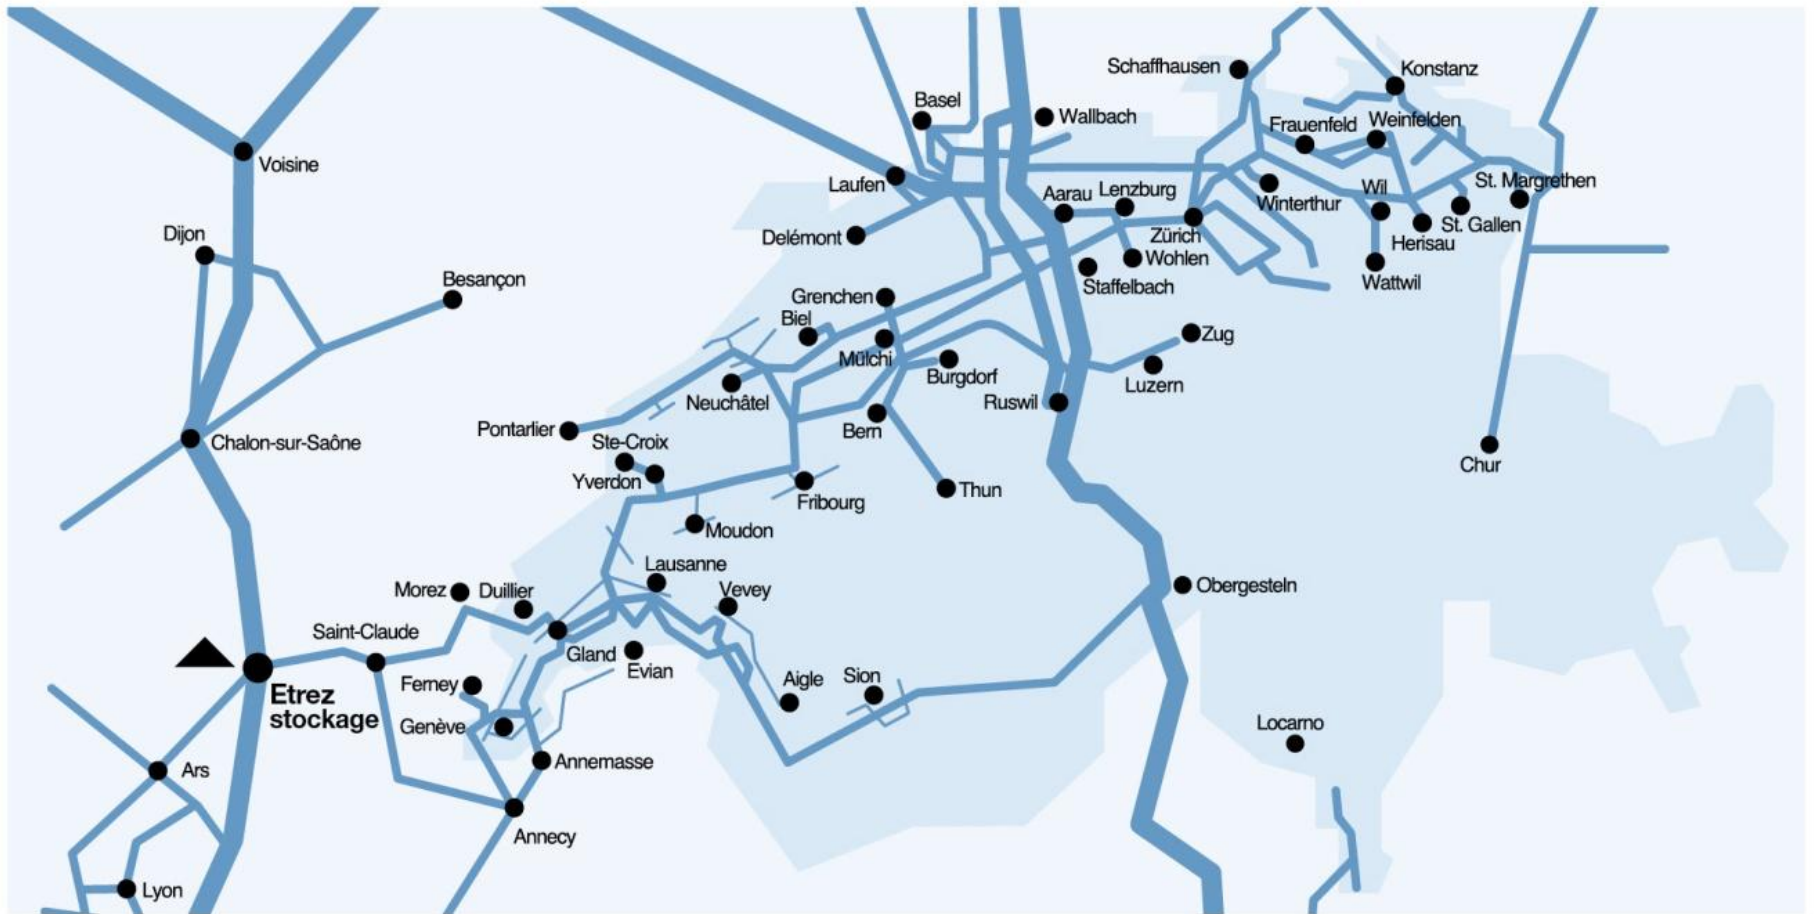 Schaffhausen
Konstanz
Basel
Wallbach
Frauenfeld
Weinfelden
Voisine
Laufen
Aarau
Lenzburg
Wil
St. Margrethen
Winterthur
Dijon
Delémont
Zürich
St. Gallen
Herisau
Wohlen
Besançon
Staffelbach
Wattwil
Grenchen
Biel
Zug
Mülchi
Burgdorf
Luzern
Neuchâtel
Ruswil
Pontarlier
Bern
Chalon-sur-Saône
Ste-Croix
Chur
Yverdon
Thun
Fribourg
Moudon
Lausanne
Obergesteln
Morez
Duillier
Vevey
Saint-Claude
Gland
Evian
Ferney
Aigle
Sion
Etrez
stockage
Genève
Locarno
Annemasse
Ars
Annecy
Lyon